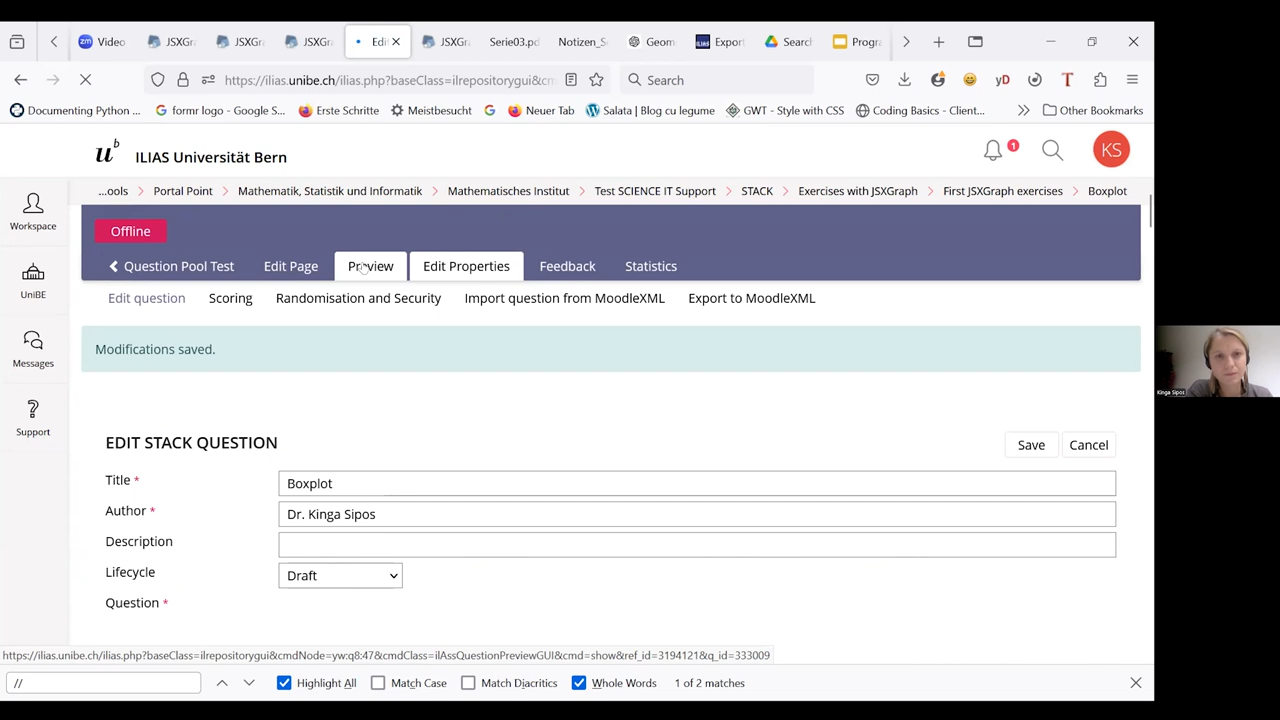 Video
JSXGr
JSXGr
JSXGr
Edi
JSXGr
Serie03.pd
Notizen_S
Geom
Export
Search
Progra
https://ilias.unibe.ch/ilias.php?baseClass=ilrepositorygui&cm
Search
yD
T
Documenting Python ...
formr logo - Google S...
Erste Schritte
Meistbesucht
Neuer Tab
Salata | Blog cu legume
GWT - Style with CSS
Coding Basics - Client...
Other Bookmarks
u b
ILIAS Universität Bern
1
KS
...ools
Portal Point
Mathematik, Statistik und Informatik
Mathematisches Institut
Test SCIENCE IT Support
STACK
Exercises with JSXGraph
First JSXGraph exercises
Boxplot
Workspace
UniBE
Messages
Support
Offline
Question Pool Test
Edit Page
Preview
Edit Properties
Feedback
Statistics
Edit question
Scoring
Randomisation and Security
Import question from MoodleXML
Export to MoodleXML
Modifications saved.
EDIT STACK QUESTION
Save
Cancel
Title *
Boxplot
Author *
Dr. Kinga Sipos
Description
Lifecycle
Draft
Question *
Kinga Sipos
https://ilias.unibe.ch/ilias.php?baseClass=ilrepositorygui&cmdNode=yw:q8:47&cmdClass=ilAssQuestionPreviewGUI&cmd=show&ref_id=3194121&q_id=333009
//
Highlight All
Match Case
Match Diacritics
Whole Words
1 of 2 matches